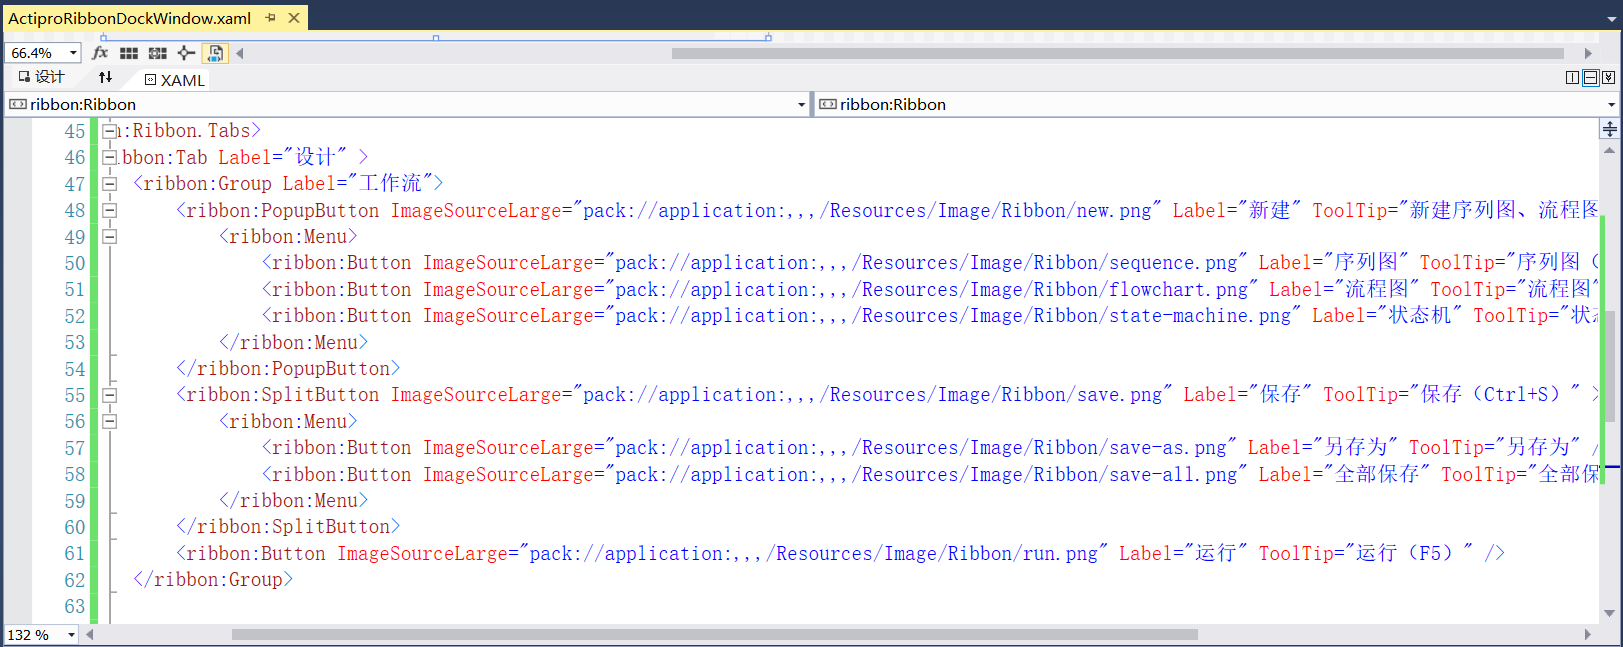 ActiproRibbonDockWindow.xaml
66.4%
设计
XAML
ribbon:Ribbon
ribbon:Ribbon
45 :Ribbon.Tabs>
46 bbon:Tab Label="设计" >
47 <ribbon:Group Label="工作流">
48 <ribbon:PopupButton ImageSourceLarge="pack://application:,,,/Resources/Image/Ribbon/new.png" Label="新建" ToolTip="新建序列图、流程图
49 <ribbon:Menu>
50 <ribbon:Button ImageSourceLarge="pack://application:,,,/Resources/Image/Ribbon/sequence.png" Label="序列图" ToolTip="序列图（
51 <ribbon:Button ImageSourceLarge="pack://application:,,,/Resources/Image/Ribbon/flowchart.png" Label="流程图" ToolTip="流程图"
52 <ribbon:Button ImageSourceLarge="pack://application:,,,/Resources/Image/Ribbon/state-machine.png" Label="状态机" ToolTip="状态
53 </ribbon:Menu>
54 </ribbon:PopupButton>
55 <ribbon:SplitButton ImageSourceLarge="pack://application:,,,/Resources/Image/Ribbon/save.png" Label="保存" ToolTip="保存（Ctrl+S）" >
56 <ribbon:Menu>
57 <ribbon:Button ImageSourceLarge="pack://application:,,,/Resources/Image/Ribbon/save-as.png" Label="另存为" ToolTip="另存为" /
58 <ribbon:Button ImageSourceLarge="pack://application:,,,/Resources/Image/Ribbon/save-all.png" Label="全部保存" ToolTip="全部保
59 </ribbon:Menu>
60 </ribbon:SplitButton>
61 <ribbon:Button ImageSourceLarge="pack://application:,,,/Resources/Image/Ribbon/run.png" Label="运行" ToolTip="运行（F5）" />
62 </ribbon:Group>
63
132 %